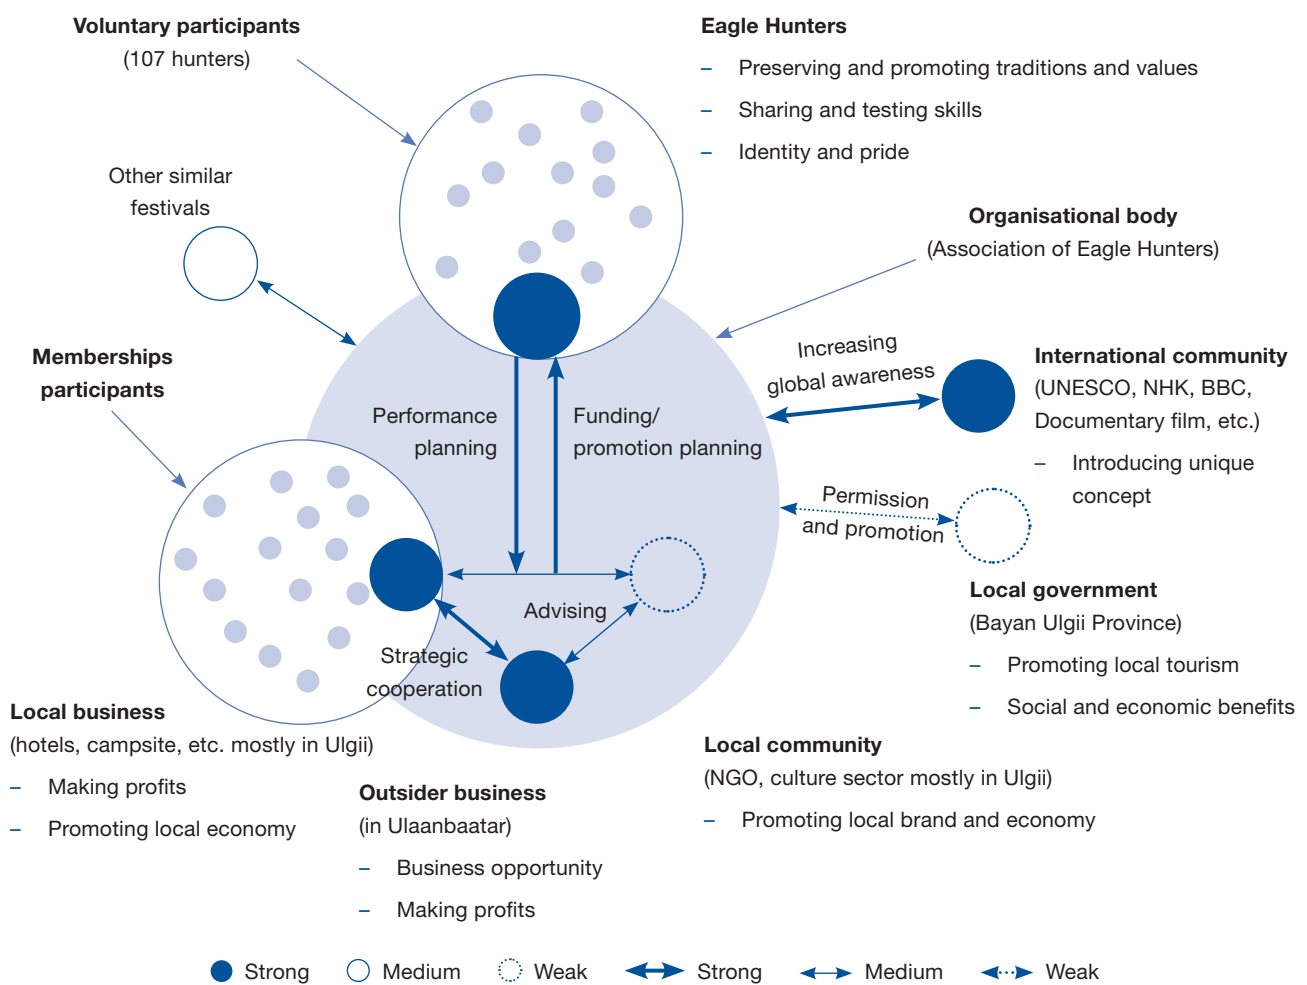 Voluntary participants
(107 hunters)
Eagle Hunters
– Preserving and promoting traditions and values
– Sharing and testing skills
– Identity and pride
Other similar
festivals
Organisational body
(Association of Eagle Hunters)
Memberships
participants
Increasing
global awareness
International community
(UNESCO, NHK, BBC,
Documentary film, etc.)
– Introducing unique
concept
Performance
planning
Funding/
promotion planning
Permission
and promotion
Local government
(Bayan Ulgii Province)
– Promoting local tourism
– Social and economic benefits
Advising
Strategic
cooperation
Local business
(hotels, campsite, etc. mostly in Ulgii)
– Making profits
– Promoting local economy
Outsider business
(in Ulaanbaatar)
– Business opportunity
– Making profits
Local community
(NGO, culture sector mostly in Ulgii)
– Promoting local brand and economy
Strong Medium Weak Strong Medium Weak